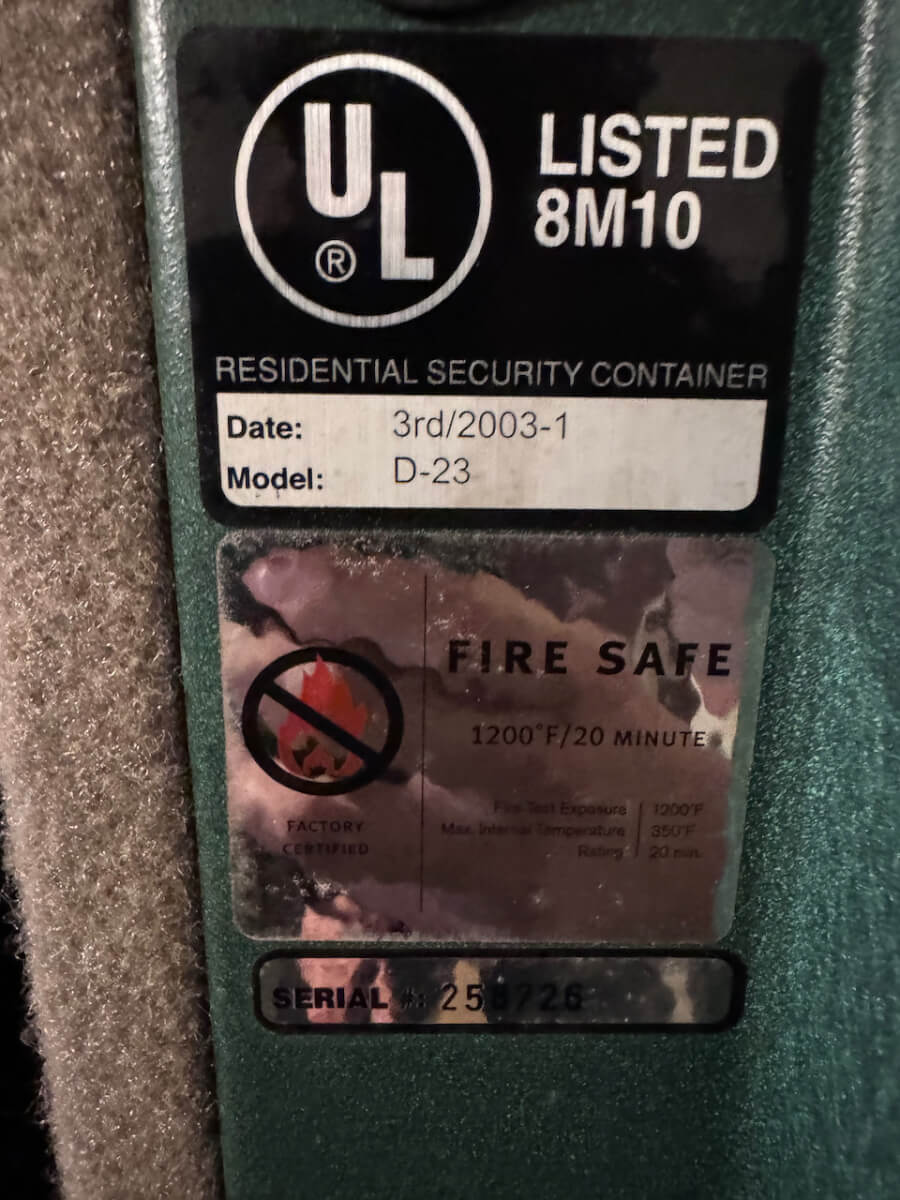 UL
®
LISTED
8M10
RESIDENTIAL SECURITY CONTAINER
Date: 3rd/2003-1
Model: D-23
FIRE SAFE
1200°F/20 MINUTE
Fire Test Exposure 1200°F
Max. Internal Temperature 350°F
Rating 20 min.
FACTORY
CERTIFIED
SERIAL #: